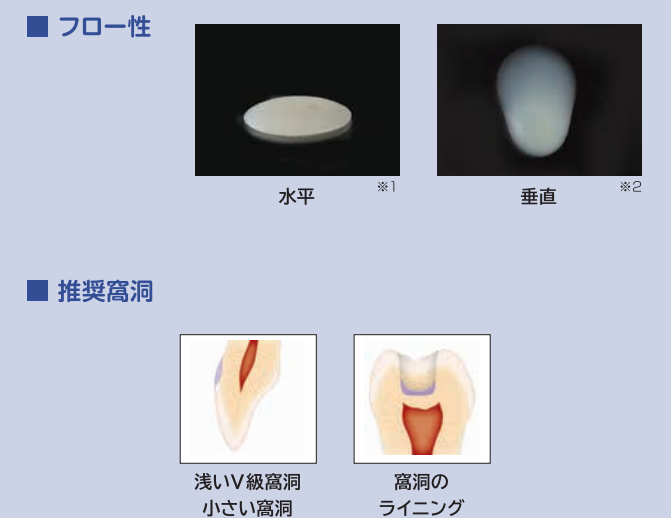 ■ フロー性
水平 ※1
垂直 ※2
■ 推奨窩洞
浅いV級窩洞
小さい窩洞
窩洞の
ライニング